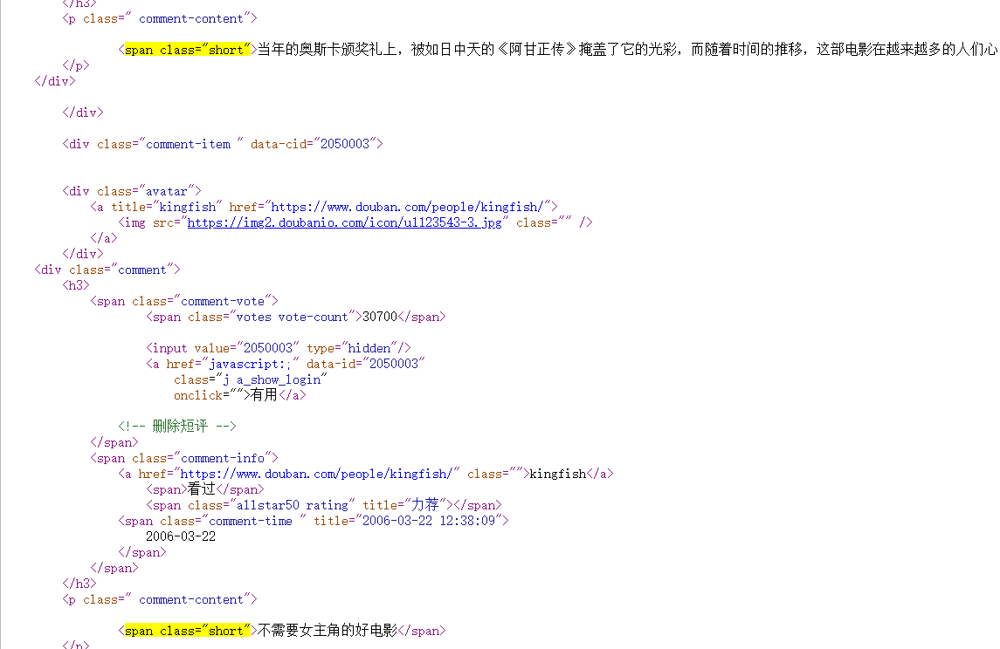 </h3>
<p class=" comment-content">
<span class="short">当年的奥斯卡颁奖礼上，被如日中天的《阿甘正传》掩盖了它的光彩，而随着时间的推移，这部电影在越来越多的人们心
</p>
</div>
</div>
<div class="comment-item " data-cid="2050003">
<div class="avatar">
<a title="kingfish" href="https://www.douban.com/people/kingfish/">
<img src="https://img2.doubanio.com/icon/u1123543-3.jpg" class="" />
</a>
</div>
<div class="comment">
<h3>
<span class="comment-vote">
<span class="votes vote-count">30700</span>
<input value="2050003" type="hidden"/>
<a href="javascript:;" data-id="2050003"
class="j a_show_login"
onclick="">有用</a>
<!-- 删除短评 -->
</span>
<span class="comment-info">
<a href="https://www.douban.com/people/kingfish/" class="">kingfish</a>
<span>看过</span>
<span class="allstar50 rating" title="力荐"></span>
<span class="comment-time " title="2006-03-22 12:38:09">
2006-03-22
</span>
</span>
</h3>
<p class=" comment-content">
<span class="short">不需要女主角的好电影</span>
</p>